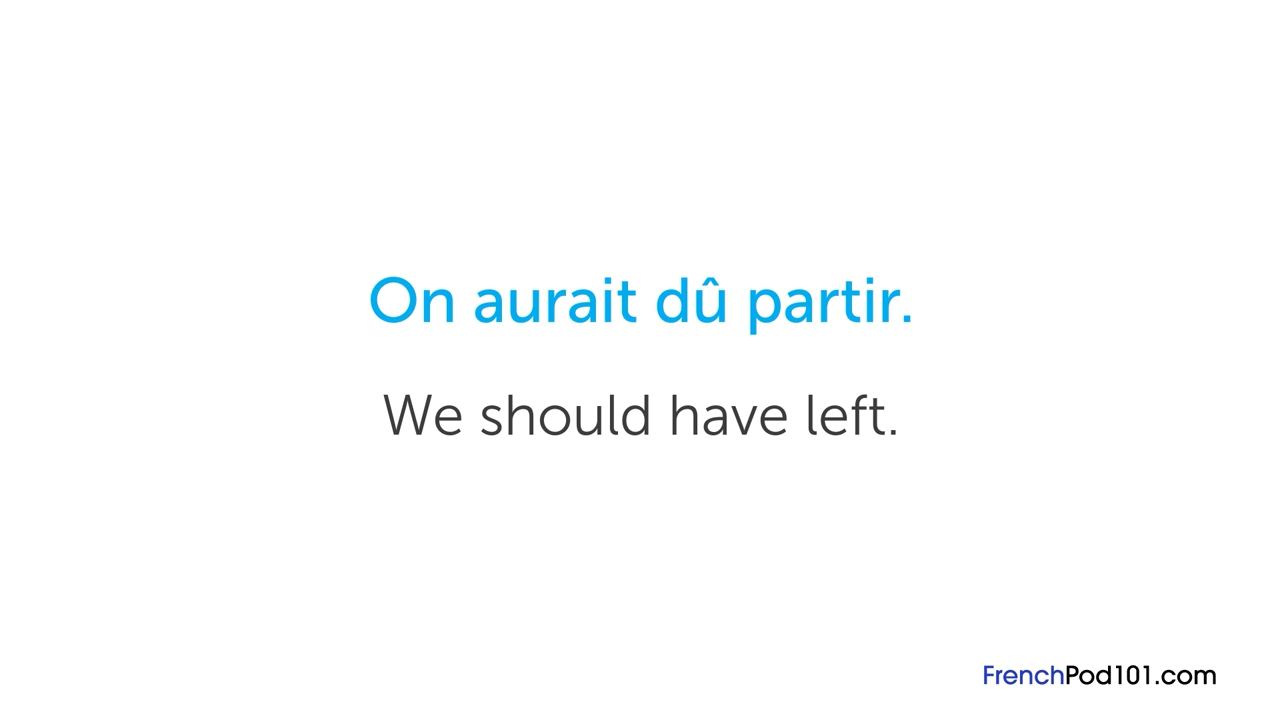 On aurait dû partir.
We should have left.
FrenchPod101.com